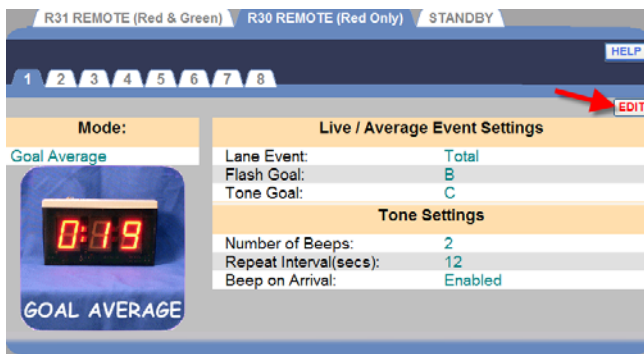 R31 REMOTE (Red & Green) R30 REMOTE (Red Only) STANDBY
HELP
1 2 3 4 5 6 7 8
EDIT
Mode: Live / Average Event Settings
Goal Average Lane Event: Total
Flash Goal: B
Tone Goal: C
Tone Settings
0:19
Number of Beeps: 2
Repeat Interval(secs): 12
Beep on Arrival: Enabled
GOAL AVERAGE